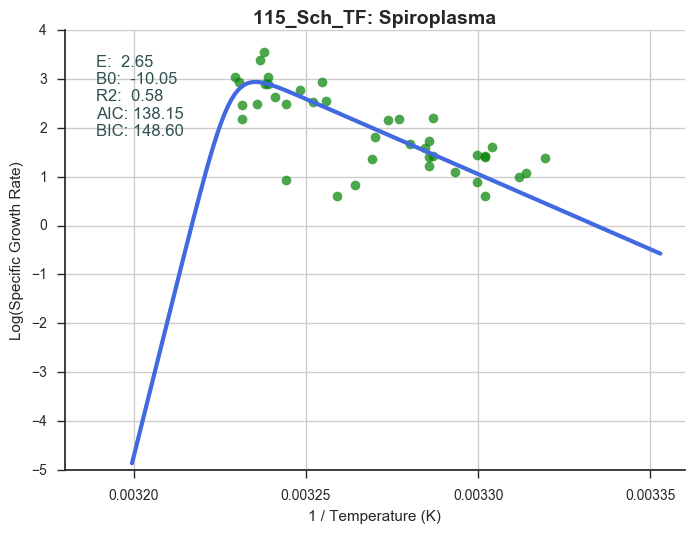 115_Sch_TF: Spiroplasma
E: 2.65
B0: -10.05
R2: 0.58
AIC: 138.15
BIC: 148.60
4
3
2
1
0
−1
−2
−3
−4
−5
Log(Specific Growth Rate)
0.00320 0.00325 0.00330 0.00335
1 / Temperature (K)